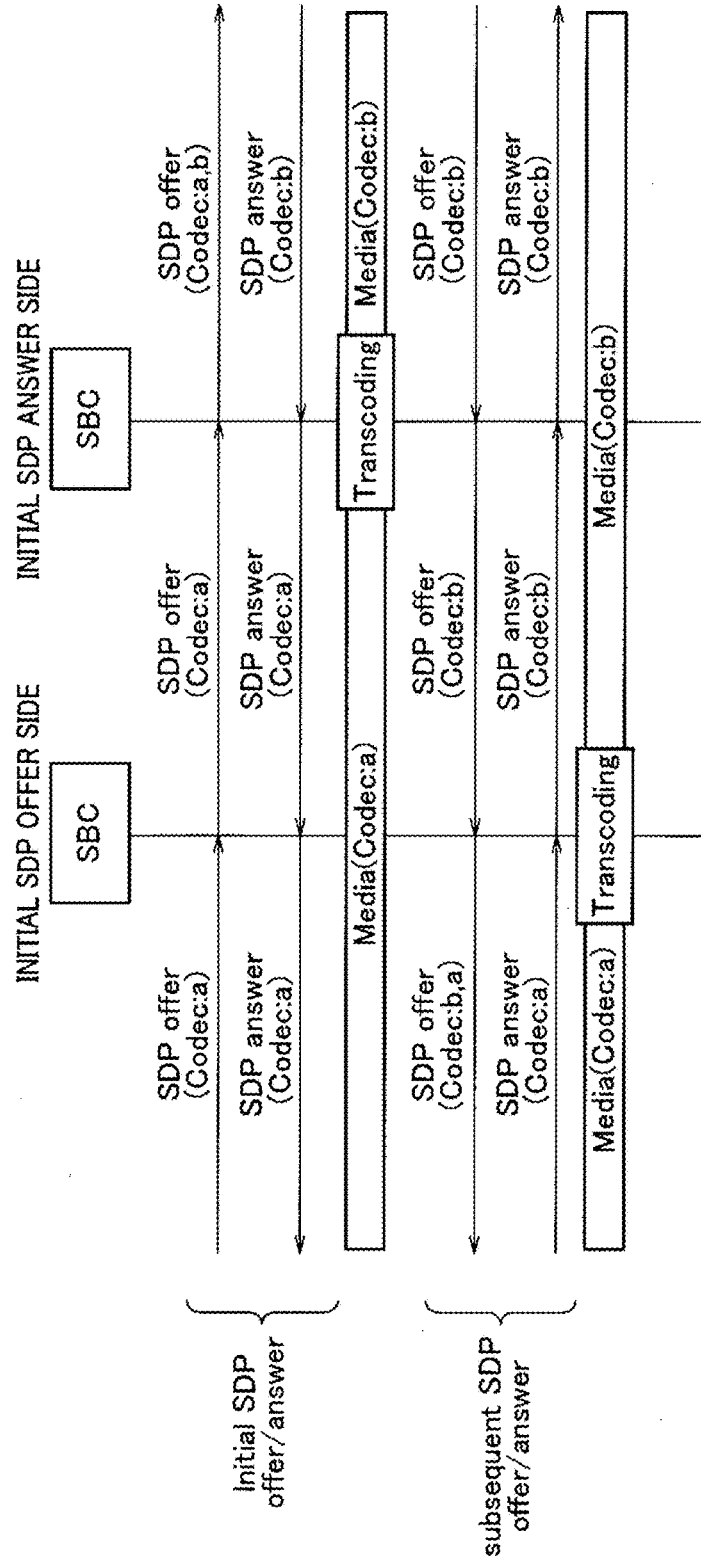 INITIAL SDP OFFER SIDE
INITIAL SDP ANSWER SIDE
SBC
SBC
Initial SDP
offer/answer
SDP offer
(Codec:a)
SDP offer
(Codec:a)
SDP offer
(Codec:a,b)
SDP answer
(Codec:a)
SDP answer
(Codec:a)
SDP answer
(Codec:b)
Media(Codec:a)
Transcoding
Media(Codec:b)
subsequent SDP
offer/answer
SDP offer
(Codec:b,a)
SDP offer
(Codec:b)
SDP offer
(Codec:b)
SDP answer
(Codec:a)
SDP answer
(Codec:b)
SDP answer
(Codec:b)
Media(Codec:a)
Transcoding
Media(Codec:b)